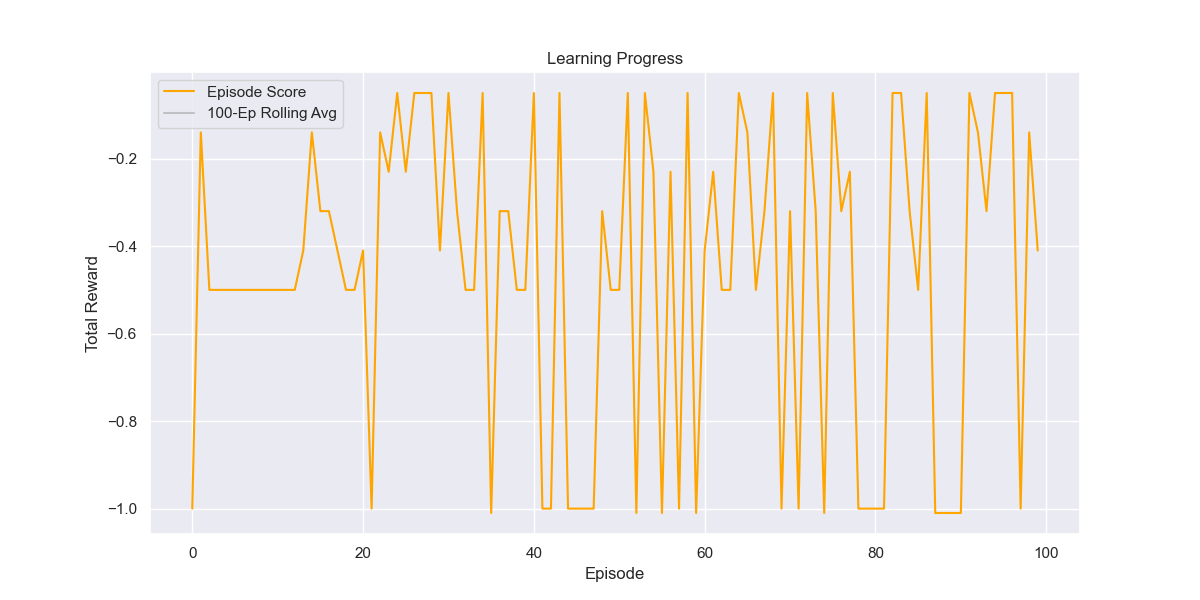 Learning Progress
Episode Score
100-Ep Rolling Avg
Total Reward
−0.2
−0.4
−0.6
−0.8
−1.0
0
20
40
60
80
100
Episode